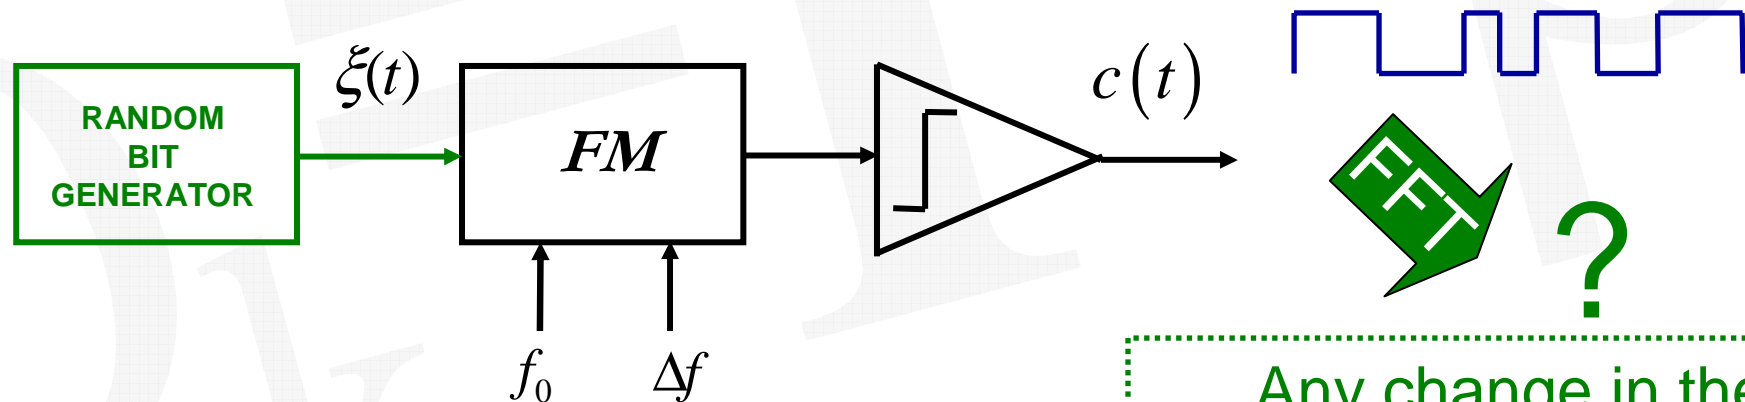 RANDOM
BIT
GENERATOR
ξ(t)
FM
c(t)
f₀
Δf
FFT
?
Any change in the